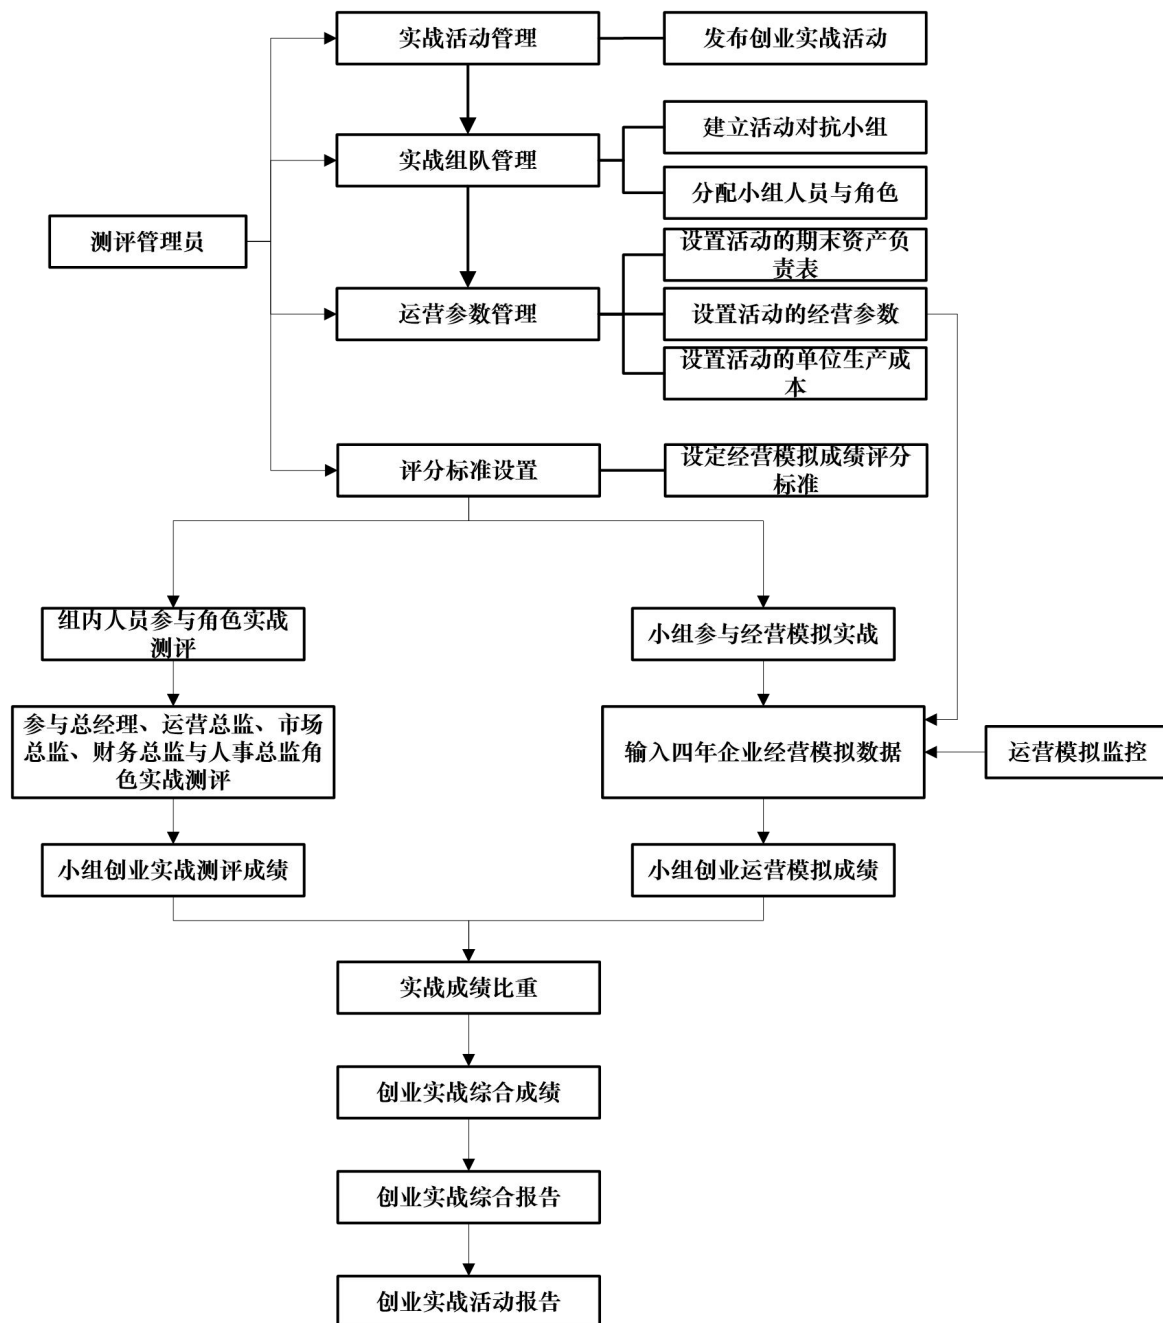 实战活动管理
发布创业实战活动
建立活动对抗小组
实战组队管理
分配小组人员与角色
测评管理员
设置活动的期末资产负
责表
运营参数管理
设置活动的经营参数
设置活动的单位生产成
本
评分标准设置
设定经营模拟成绩评分
标准
组内人员参与角色实战
测评
小组参与经营模拟实战
参与总经理、运营总监、市场
总监、财务总监与人事总监角
色实战测评
输入四年企业经营模拟数据
运营模拟监控
小组创业实战测评成绩
小组创业运营模拟成绩
实战成绩比重
创业实战综合成绩
创业实战综合报告
创业实战活动报告